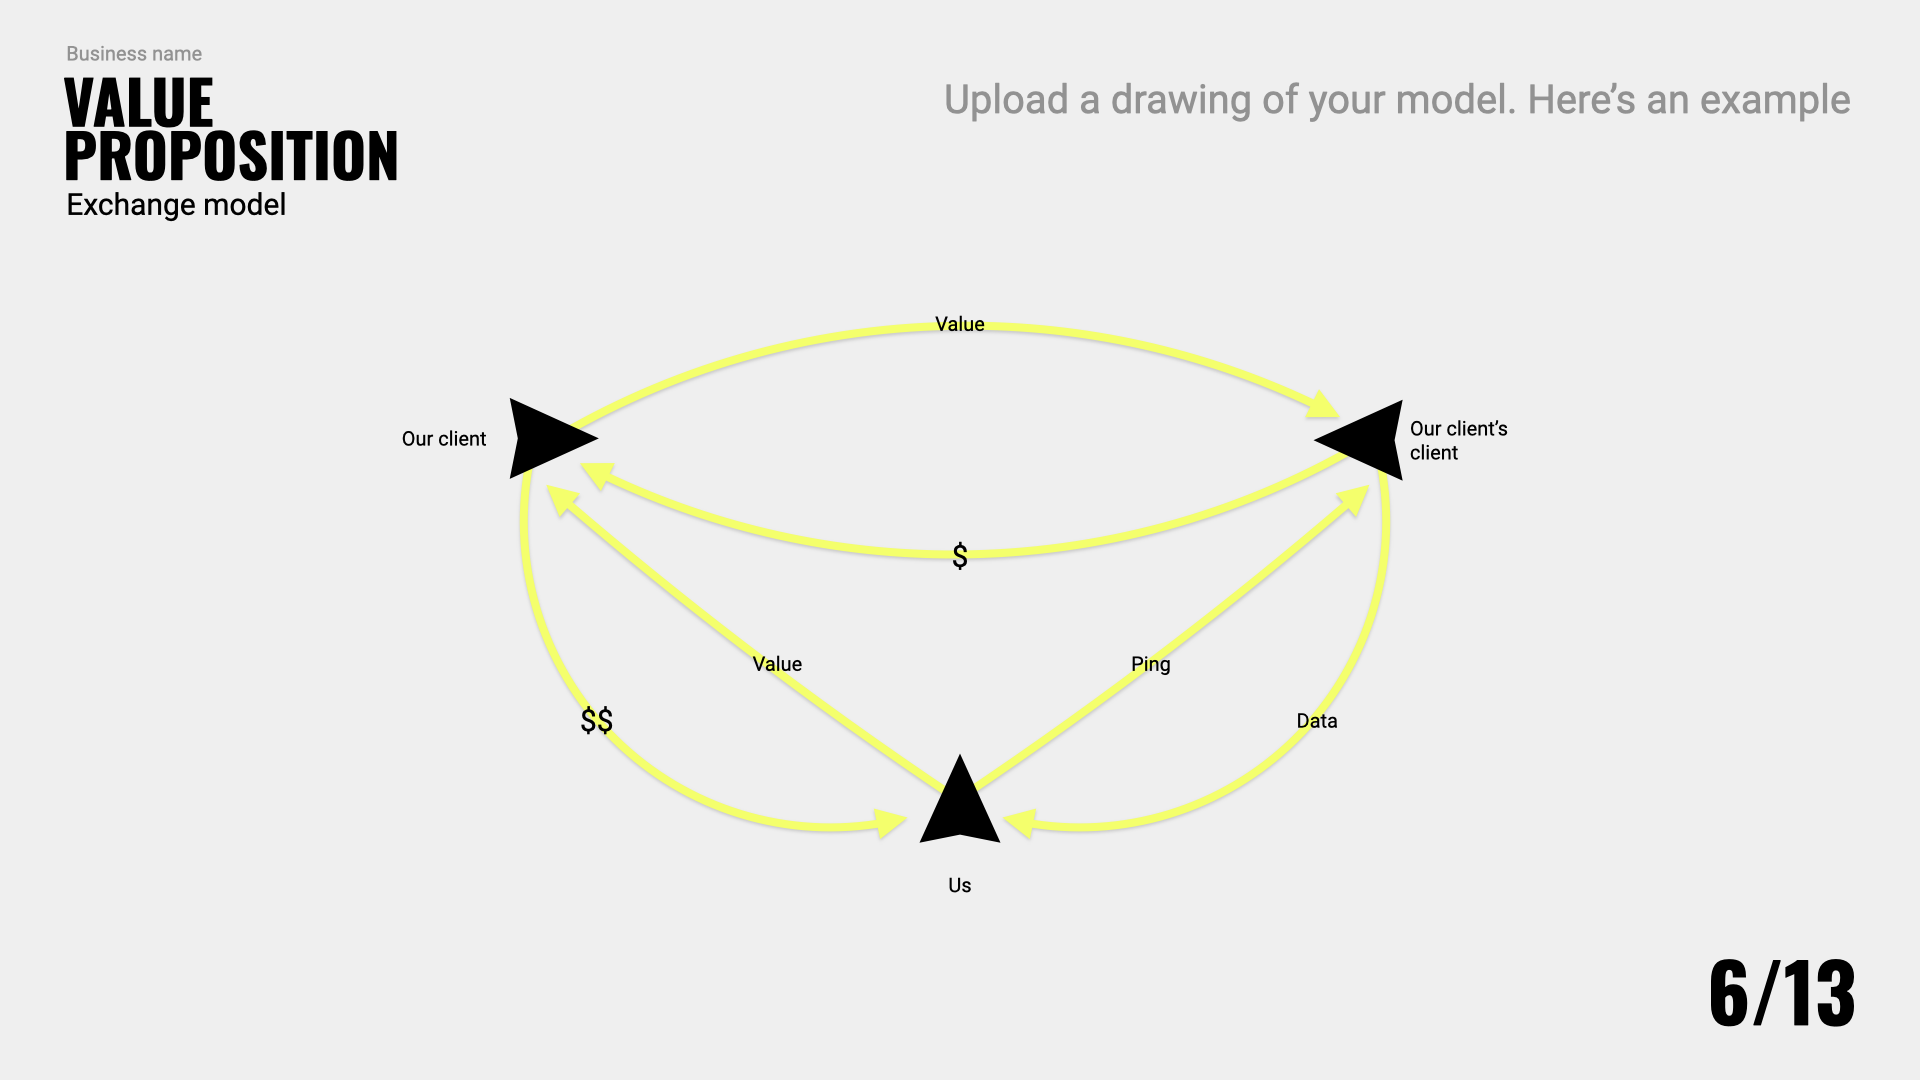 Business name
VALUE
PROPOSITION
Exchange model
Upload a drawing of your model. Here’s an example
Value
Our client
Our client’s
client
$
Value
Ping
$$
Data
Us
6/13